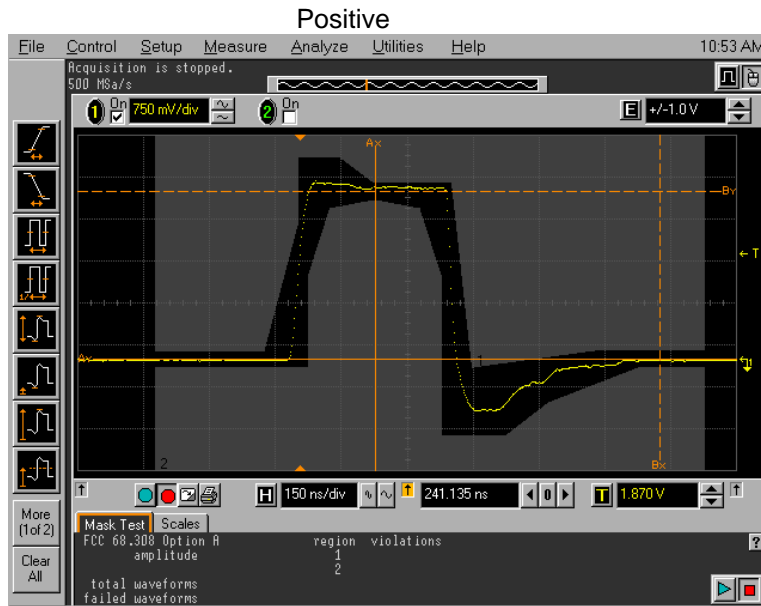 Positive
File Control Setup Measure Analyze Utilities Help 10:53 AM
Acquisition is stopped.
500 MSa/s
1 On 750 mV/div 2 On E +/-1.0 V
Ax
By
T
Ay
1
1
2
Bx
More
(1of 2)
Clear
All
H 150 ns/div 241.135 ns 0 T 1.870 V
Mask Test Scales
FCC 68.308 Option A region violations
amplitude 1
2
total waveforms
failed waveforms
?